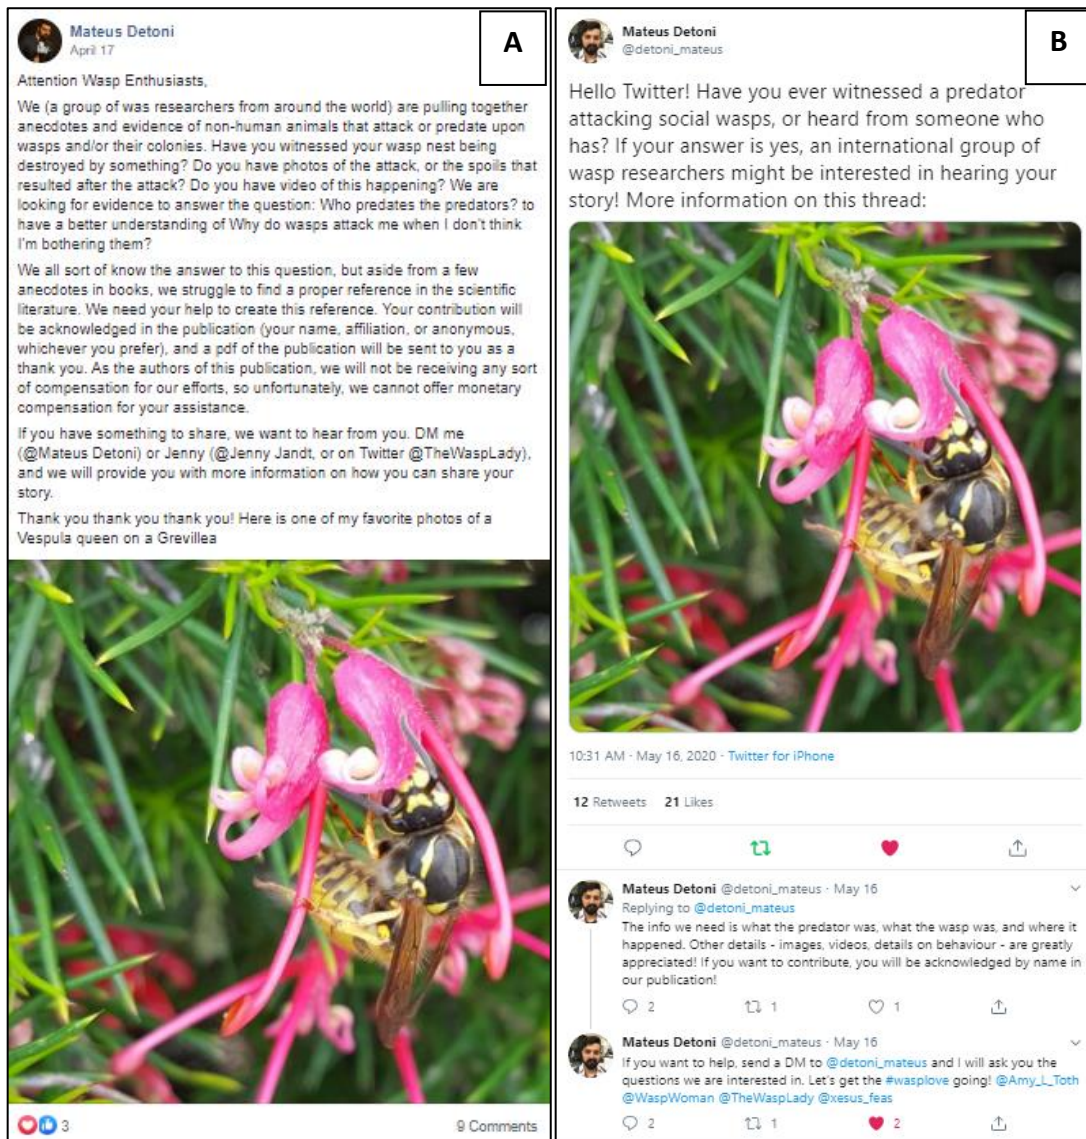 Mateus Detoni
April 17
A
Attention Wasp Enthusiasts,
We (a group of was researchers from around the world) are pulling together
anecdotes and evidence of non-human animals that attack or predate upon
wasps and/or their colonies. Have you witnessed your wasp nest being
destroyed by something? Do you have photos of the attack, or the spoils that
resulted after the attack? Do you have video of this happening? We are
looking for evidence to answer the question: Who predates the predators? to
have a better understanding of Why do wasps attack me when I don't think
I'm bothering them?
We all sort of know the answer to this question, but aside from a few
anecdotes in books, we struggle to find a proper reference in the scientific
literature. We need your help to create this reference. Your contribution will
be acknowledged in the publication (your name, affiliation, or anonymous,
whichever you prefer), and a pdf of the publication will be sent to you as a
thank you. As the authors of this publication, we will not be receiving any sort
of compensation for our efforts, so unfortunately, we cannot offer monetary
compensation for your assistance.
If you have something to share, we want to hear from you. DM me
(@Mateus Detoni) or Jenny (@Jenny Jandt, or on Twitter @TheWaspLady),
and we will provide you with more information on how you can share your
story.
Thank you thank you thank you! Here is one of my favorite photos of a
Vespula queen on a Grevillea
3
9 Comments
Mateus Detoni
@detoni_mateus
B
Hello Twitter! Have you ever witnessed a predator
attacking social wasps, or heard from someone who
has? If your answer is yes, an international group of
wasp researchers might be interested in hearing your
story! More information on this thread:
10:31 AM · May 16, 2020 · Twitter for iPhone
12 Retweets 21 Likes
Mateus Detoni @detoni_mateus · May 16
Replying to @detoni_mateus
The info we need is what the predator was, what the wasp was, and where it
happened. Other details - images, videos, details on behaviour - are greatly
appreciated! If you want to contribute, you will be acknowledged by name in
our publication!
2 1 1
Mateus Detoni @detoni_mateus · May 16
If you want to help, send a DM to @detoni_mateus and I will ask you the
questions we are interested in. Let's get the #wasplove going! @Amy_L_Toth
@WaspWoman @TheWaspLady @xesus_feas
2 1 2